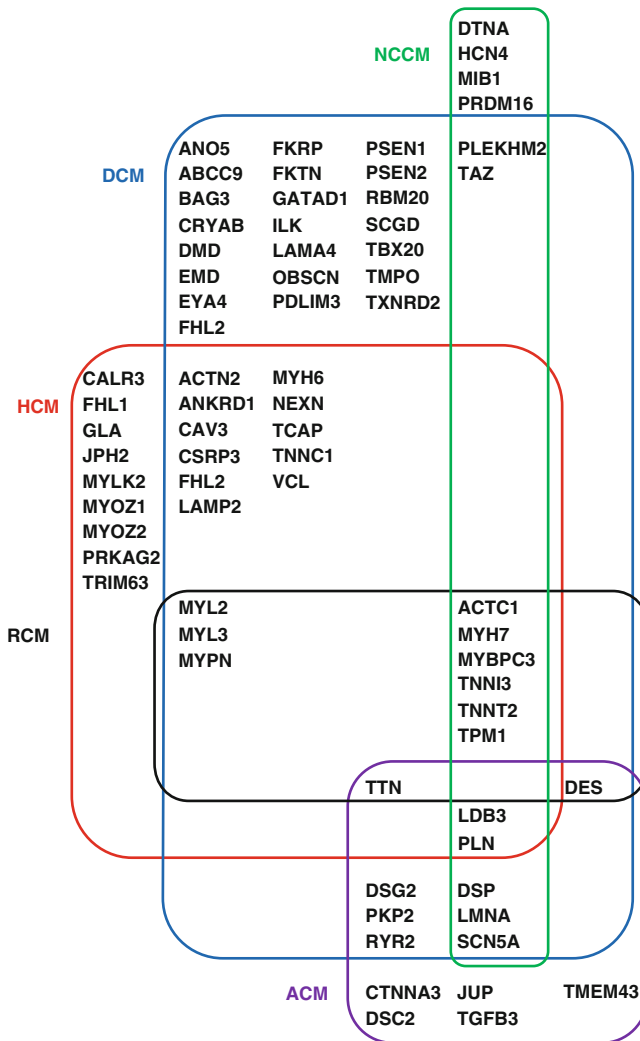 DTNA
NCCM HCN4
MIB1
PRDM16
ANO5 FKRP PSEN1 PLEKHM2
DCM ABCC9 FKTN PSEN2 TAZ
BAG3 GATAD1 RBM20
CRYAB ILK SCGD
DMD LAMA4 TBX20
EMD OBSCN TMPO
EYA4 PDLIM3 TXNRD2
FHL2
CALR3 ACTN2 MYH6
HCM FHL1 ANKRD1 NEXN
GLA CAV3 TCAP
JPH2 CSRP3 TNNC1
MYLK2 FHL2 VCL
MYOZ1 LAMP2
MYOZ2
PRKAG2
TRIM63
MYL2 ACTC1
RCM MYL3 MYH7
MYPN MYBPC3
TNNI3
TNNT2
TPM1
TTN DES
LDB3
PLN
DSG2 DSP
PKP2 LMNA
RYR2 SCN5A
ACM CTNNA3 JUP TMEM43
DSC2 TGFB3